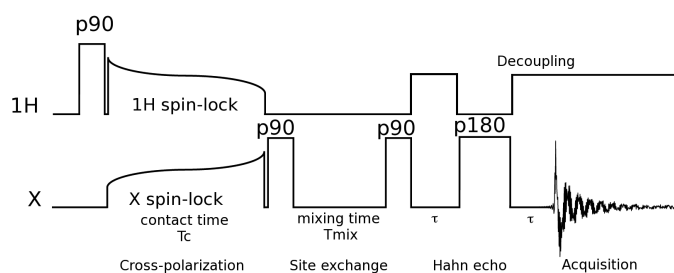 p90
Decoupling
1H
1H spin-lock
p90
p90
p180
X
X spin-lock
contact time
Tc
mixing time
Tmix
τ
τ
Cross-polarization
Site exchange
Hahn echo
Acquisition